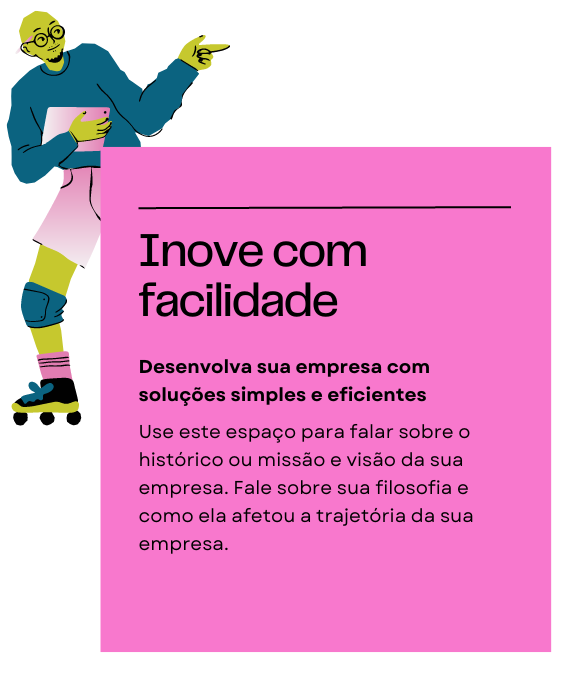 Inove com
facilidade
Desenvolva sua empresa com
soluções simples e eficientes
Use este espaço para falar sobre o
histórico ou missão e visão da sua
empresa. Fale sobre sua filosofia e
como ela afetou a trajetória da sua
empresa.